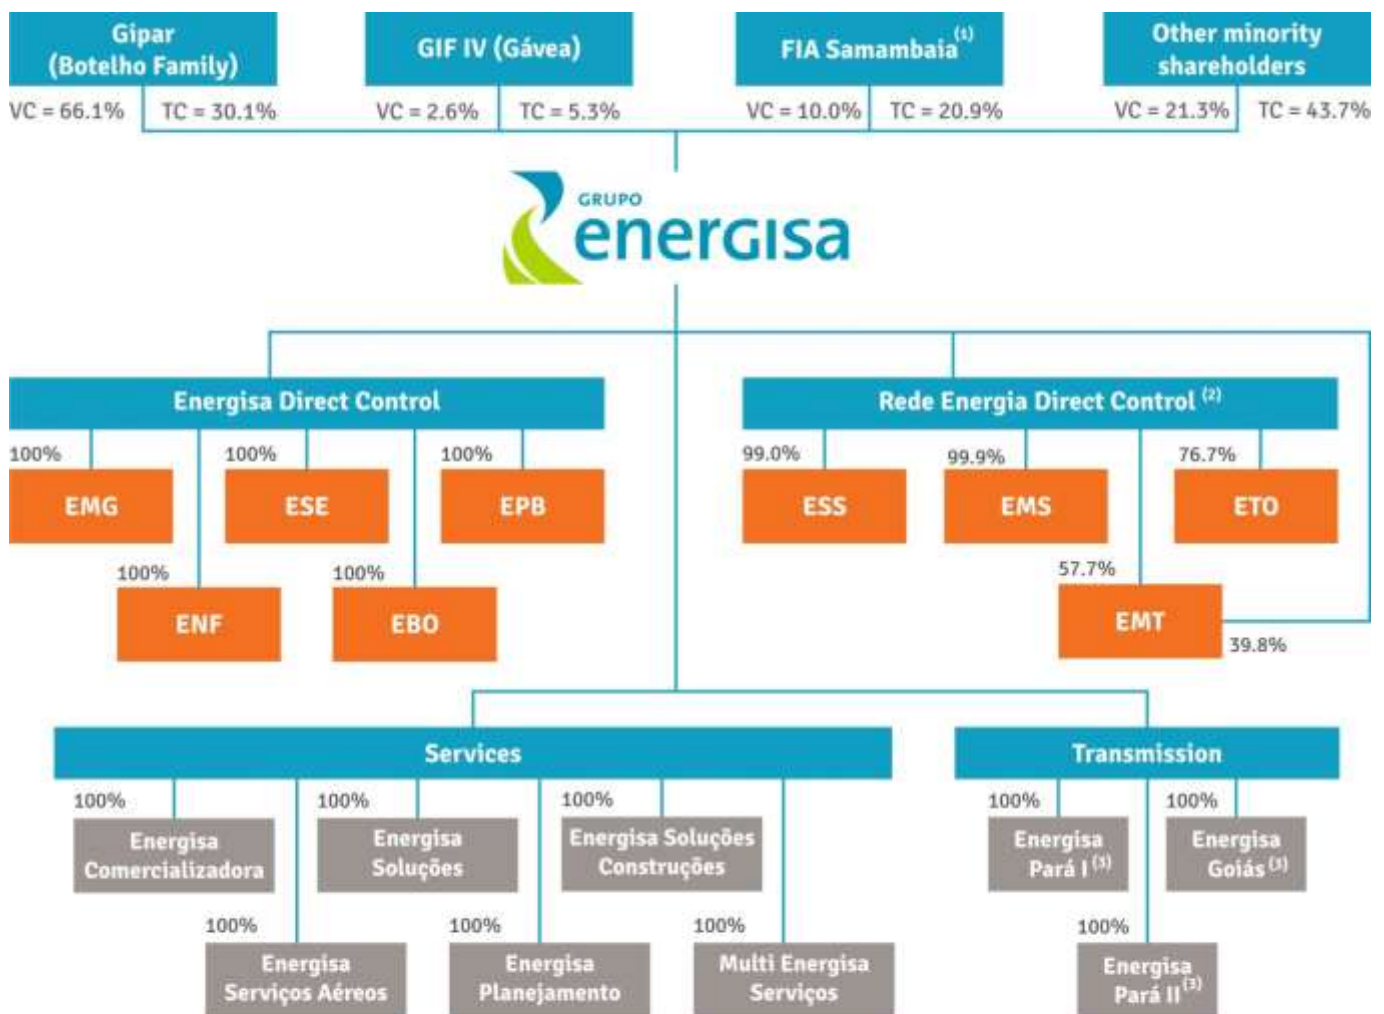 Gipar
(Botelho Family)
GIF IV (Gávea)
FIA Samambaia (1)
Other minority
shareholders
VC = 66.1%
TC = 30.1%
VC = 2.6%
TC = 5.3%
VC = 10.0%
TC = 20.9%
VC = 21.3%
TC = 43.7%
GRUPO
energisa
Energisa Direct Control
Rede Energia Direct Control (2)
100%
100%
100%
99.0%
99.9%
76.7%
EMG
ESE
EPB
ESS
EMS
ETO
100%
100%
57.7%
ENF
EBO
EMT
39.8%
Services
Transmission
100%
100%
100%
100%
100%
Energisa
Comercializadora
Energisa
Soluções
Energisa Soluções
Construções
Energisa
Pará I (3)
Energisa
Goiás (3)
100%
100%
100%
100%
Energisa
Serviços Aéreos
Energisa
Planejamento
Multi Energisa
Serviços
Energisa
Pará II (3)